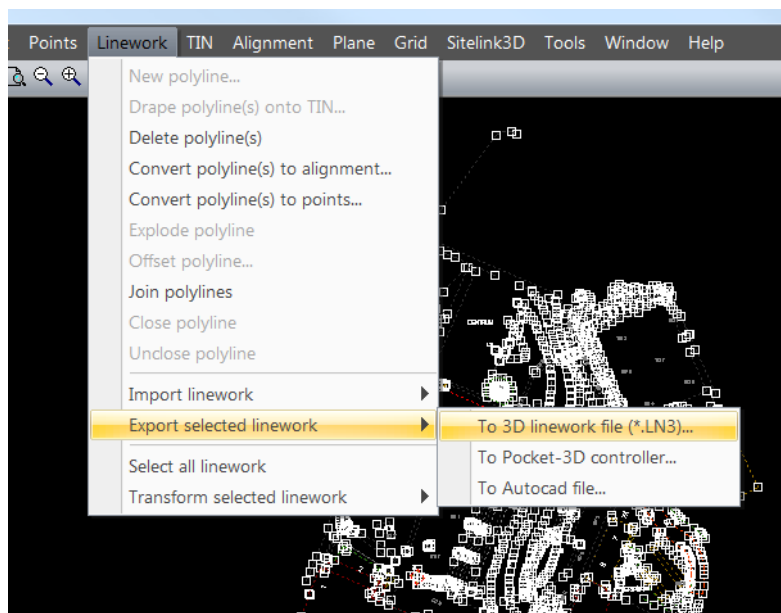 Points Linework TIN Alignment Plane Grid Sitelink3D Tools Window Help
New polyline...
Drape polyline(s) onto TIN...
Delete polyline(s)
Convert polyline(s) to alignment...
Convert polyline(s) to points...
Explode polyline
Offset polyline...
Join polylines
Close polyline
Unclose polyline
Import linework
Export selected linework
To 3D linework file (*.LN3)...
To Pocket-3D controller...
To Autocad file...
Select all linework
Transform selected linework
CENTRUM